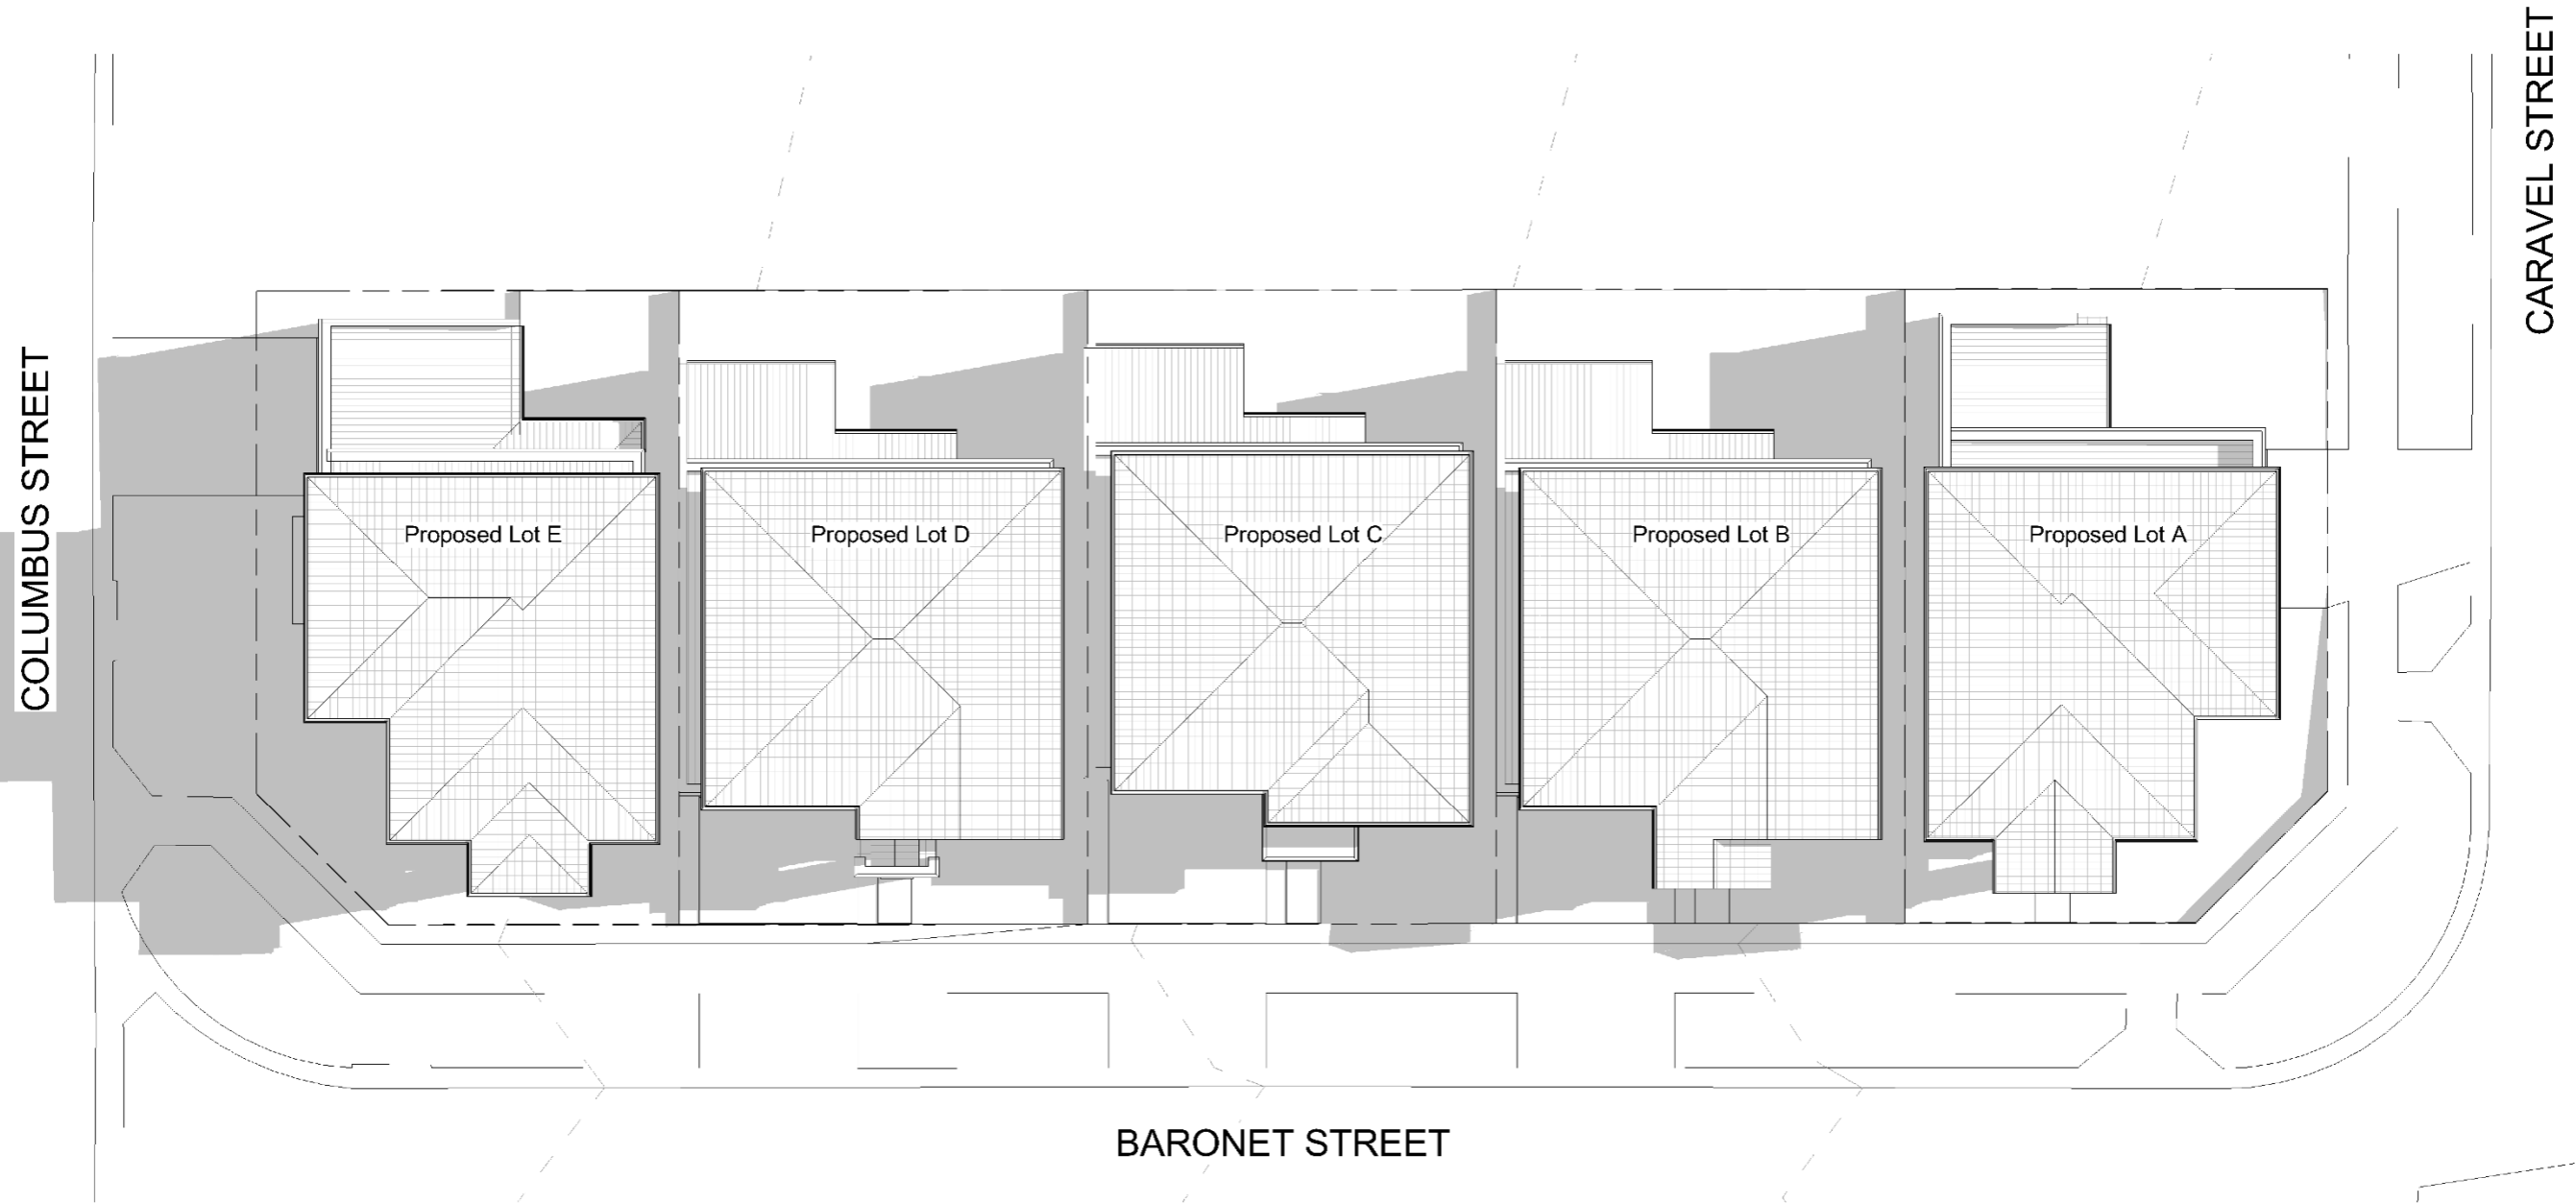 CARAVEL STREET
COLUMBUS STREET
Proposed Lot E
Proposed Lot D
Proposed Lot C
Proposed Lot B
Proposed Lot A
BARONET STREET